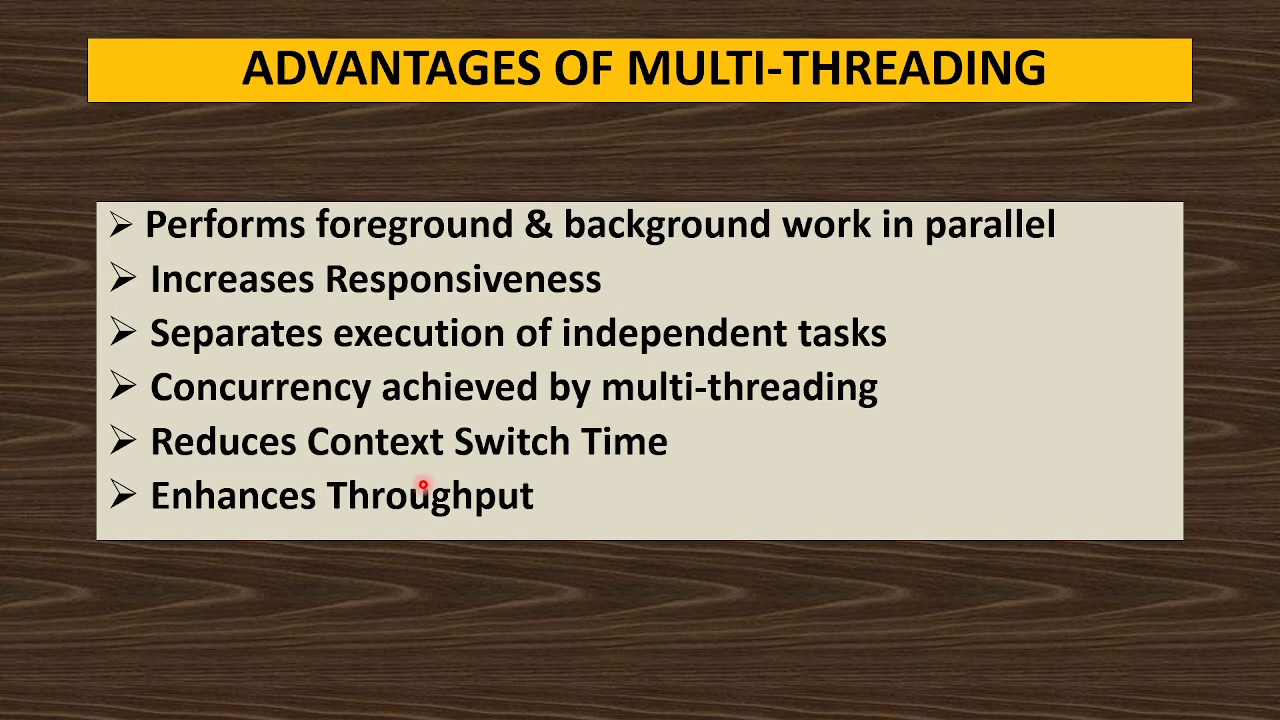 ADVANTAGES OF MULTI-THREADING
➢ Performs foreground & background work in parallel
➢ Increases Responsiveness
➢ Separates execution of independent tasks
➢ Concurrency achieved by multi-threading
➢ Reduces Context Switch Time
➢ Enhances Throughput